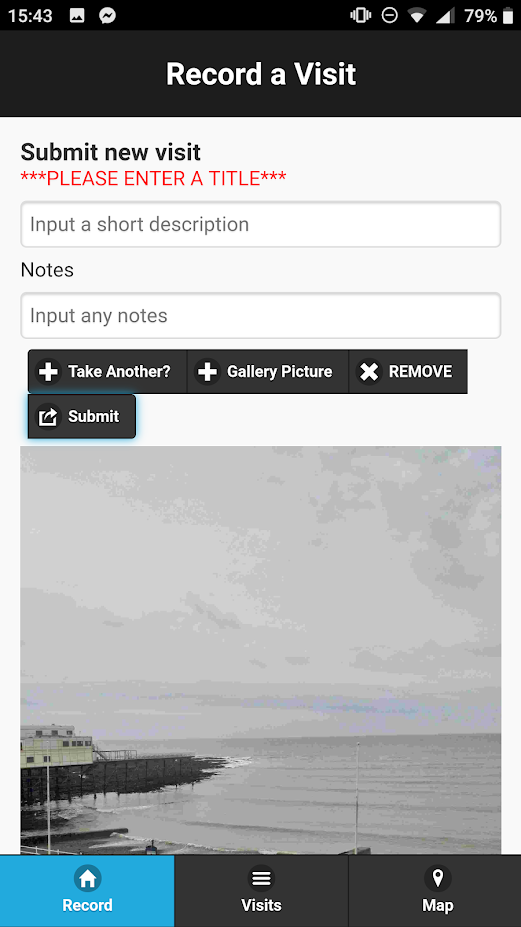 15:43 79%
Record a Visit
Submit new visit
***PLEASE ENTER A TITLE***
Input a short description
Notes
Input any notes
Take Another? Gallery Picture REMOVE
Submit
Record Visits Map